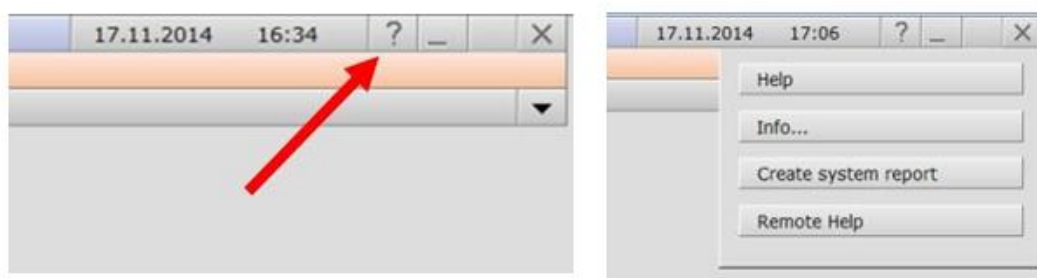 17.11.2014 16:34 ? _ X
17.11.2014 17:06 ? _ X
Help
Info...
Create system report
Remote Help